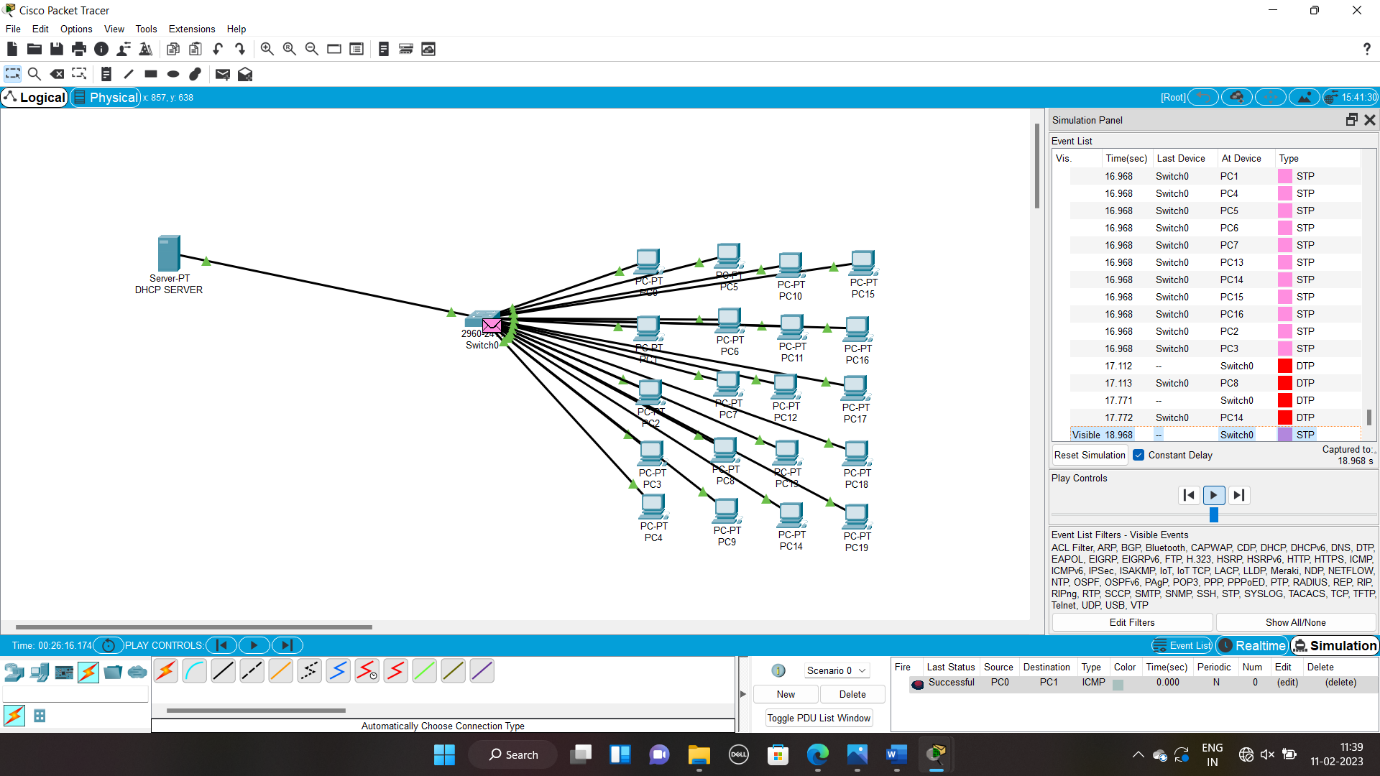 Cisco Packet Tracer
File Edit Options View Tools Extensions Help
Logical Physical x: 857, y: 638 [Root] 15:41:30
Simulation Panel
Event List
Vis. Time(sec) Last Device At Device Type
16.968 Switch0 PC1 STP
16.968 Switch0 PC4 STP
16.968 Switch0 PC5 STP
16.968 Switch0 PC6 STP
16.968 Switch0 PC7 STP
16.968 Switch0 PC13 STP
16.968 Switch0 PC14 STP
16.968 Switch0 PC15 STP
16.968 Switch0 PC16 STP
16.968 Switch0 PC2 STP
16.968 Switch0 PC3 STP
17.112 -- Switch0 DTP
17.113 Switch0 PC8 DTP
17.771 -- Switch0 DTP
17.772 Switch0 PC14 DTP
Visible 18.968 -- Switch0 STP
Reset Simulation Constant Delay Captured to:
18.968 s
Play Controls
Event List Filters - Visible Events
ACL Filter, ARP, BGP, Bluetooth, CAPWAP, CDP, DHCP, DHCPv6, DNS, DTP,
EAPOL, EIGRP, EIGRPv6, FTP, H.323, HSRP, HSRPv6, HTTP, HTTPS, ICMP,
ICMPv6, IPSec, ISAKMP, IoT, IoT TCP, LACP, LLDP, Meraki, NDP, NETFLOW,
NTP, OSPF, OSPFv6, PAgP, POP3, PPP, PPPoED, PTP, RADIUS, REP, RIP,
RIPng, RTP, SCCP, SMTP, SNMP, SSH, STP, SYSLOG, TACACS, TCP, TFTP,
Telnet, UDP, USB, VTP
Edit Filters Show All/None
Server-PT
DHCP SERVER
Switch0
PC-PT
PC-PT
PC5
PC-PT
PC10
PC-PT
PC15
PC-PT
PC1
PC-PT
PC6
PC-PT
PC11
PC-PT
PC16
PC-PT
PC2
PC-PT
PC7
PC-PT
PC12
PC-PT
PC17
PC-PT
PC3
PC-PT
PC8
PC-PT
PC13
PC-PT
PC18
PC-PT
PC4
PC-PT
PC9
PC-PT
PC14
PC-PT
PC19
Time: 00:26:16.174 PLAY CONTROLS: Event List Realtime Simulation
Automatically Choose Connection Type
Scenario 0
New Delete
Toggle PDU List Window
Fire Last Status Source Destination Type Color Time(sec) Periodic Num Edit Delete
Successful PC0 PC1 ICMP 0.000 N 0 (edit) (delete)
Search
DELL
W
ENG
IN
11:39
11-02-2023